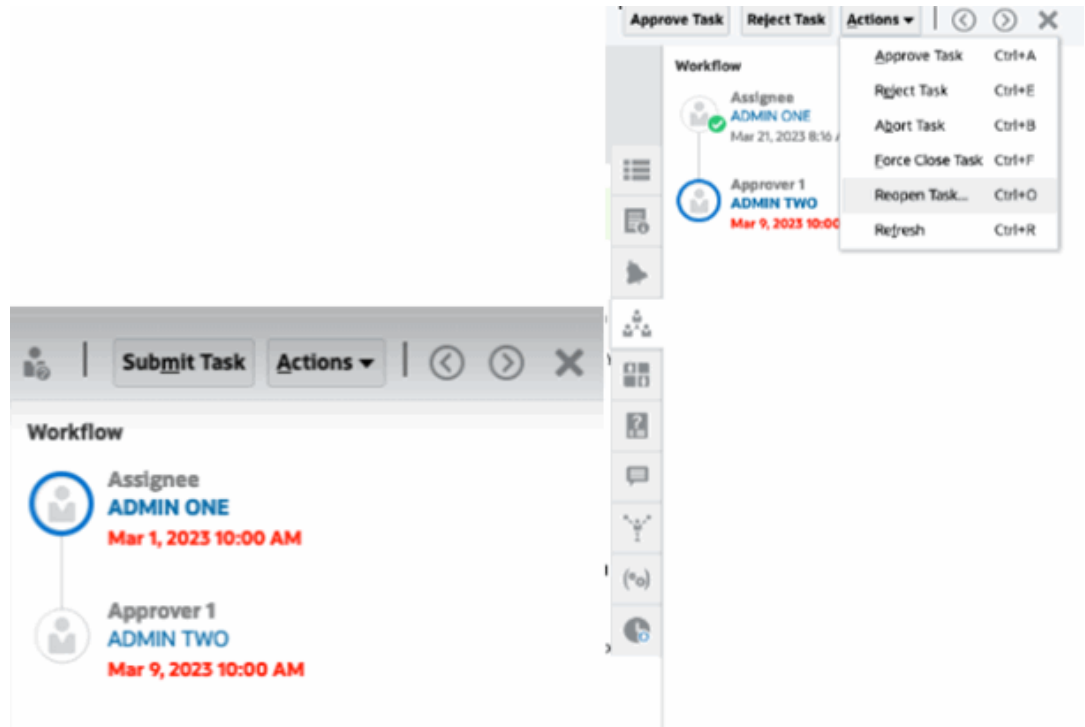 Approve Task Reject Task Actions
Workflow
Assignee
ADMIN ONE
Mar 21, 2023 8:16
Approver 1
ADMIN TWO
Mar 9, 2023 10:00
Approve Task Ctrl+A
Reject Task Ctrl+E
Abort Task Ctrl+B
Force Close Task Ctrl+F
Reopen Task... Ctrl+O
Refresh Ctrl+R
Submit Task Actions
Workflow
Assignee
ADMIN ONE
Mar 1, 2023 10:00 AM
Approver 1
ADMIN TWO
Mar 9, 2023 10:00 AM